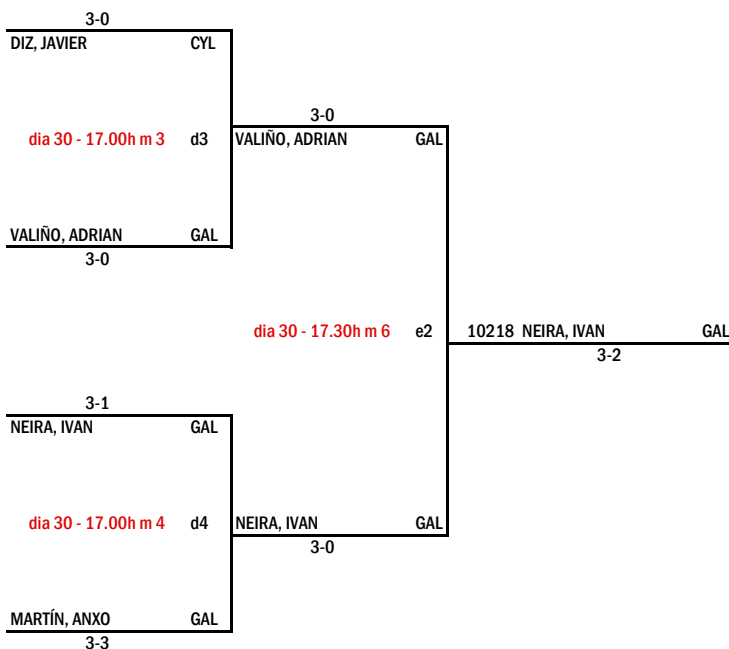 3-0
DIZ, JAVIER CYL
3-0
dia 30 - 17.00h m 3 d3 VALIÑO, ADRIAN GAL
VALIÑO, ADRIAN GAL
3-0
dia 30 - 17.30h m 6 e2 10218 NEIRA, IVAN GAL
3-2
3-1
NEIRA, IVAN GAL
dia 30 - 17.00h m 4 d4 NEIRA, IVAN GAL
3-0
MARTÍN, ANXO GAL
3-3